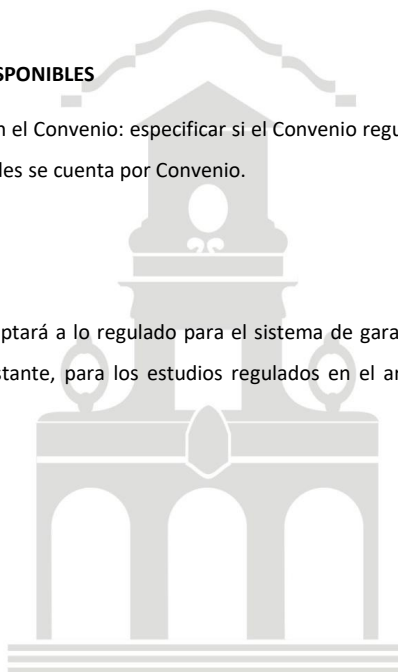 SPONIBLES
n el Convenio: especificar si el Convenio regu
les se cuenta por Convenio.
ptará a lo regulado para el sistema de gara
stante, para los estudios regulados en el ar